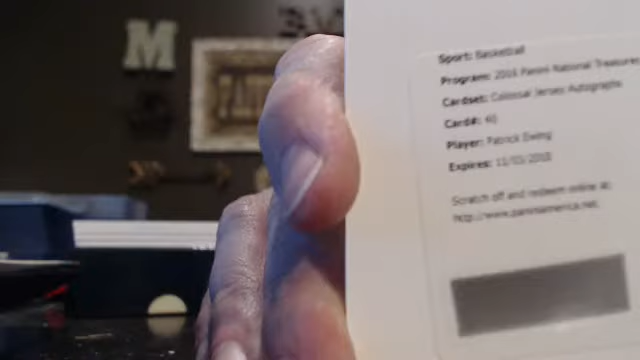 M
Sport: Basketball
Program: 2016 Panini National Treasures
Cardset: Colossal Jerseys Autographs
Card#: 40
Player: Patrick Ewing
Expires: 11/03/2018
Scratch off and redeem online at:
http://www.paniniamerica.net